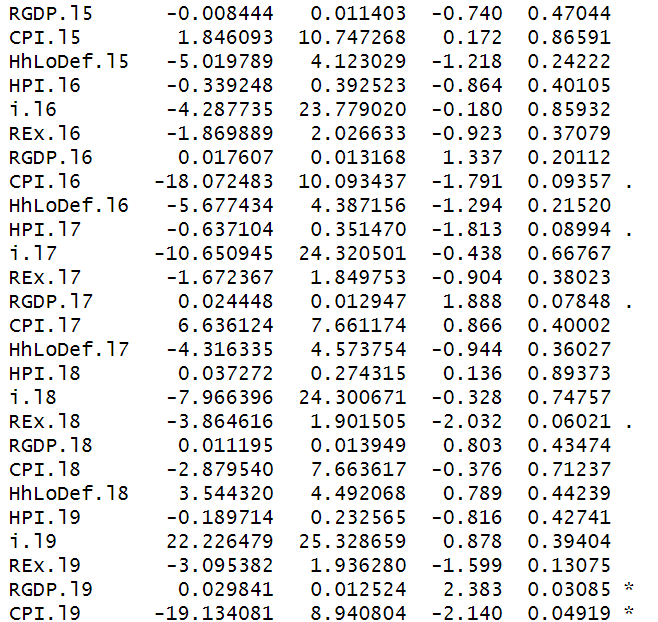 RGDP.l5 -0.008444 0.011403 -0.740 0.47044
CPI.l5 1.846093 10.747268 0.172 0.86591
HhLoDef.l5 -5.019789 4.123029 -1.218 0.24222
HPI.l6 -0.339248 0.392523 -0.864 0.40105
i.l6 -4.287735 23.779020 -0.180 0.85932
REx.l6 -1.869889 2.026633 -0.923 0.37079
RGDP.l6 0.017607 0.013168 1.337 0.20112
CPI.l6 -18.072483 10.093437 -1.791 0.09357 .
HhLoDef.l6 -5.677434 4.387156 -1.294 0.21520
HPI.l7 -0.637104 0.351470 -1.813 0.08994 .
i.l7 -10.650945 24.320501 -0.438 0.66767
REx.l7 -1.672367 1.849753 -0.904 0.38023
RGDP.l7 0.024448 0.012947 1.888 0.07848 .
CPI.l7 6.636124 7.661174 0.866 0.40002
HhLoDef.l7 -4.316335 4.573754 -0.944 0.36027
HPI.l8 0.037272 0.274315 0.136 0.89373
i.l8 -7.966396 24.300671 -0.328 0.74757
REx.l8 -3.864616 1.901505 -2.032 0.06021 .
RGDP.l8 0.011195 0.013949 0.803 0.43474
CPI.l8 -2.879540 7.663617 -0.376 0.71237
HhLoDef.l8 3.544320 4.492068 0.789 0.44239
HPI.l9 -0.189714 0.232565 -0.816 0.42741
i.l9 22.226479 25.328659 0.878 0.39404
REx.l9 -3.095382 1.936280 -1.599 0.13075
RGDP.l9 0.029841 0.012524 2.383 0.03085 *
CPI.l9 -19.134081 8.940804 -2.140 0.04919 *